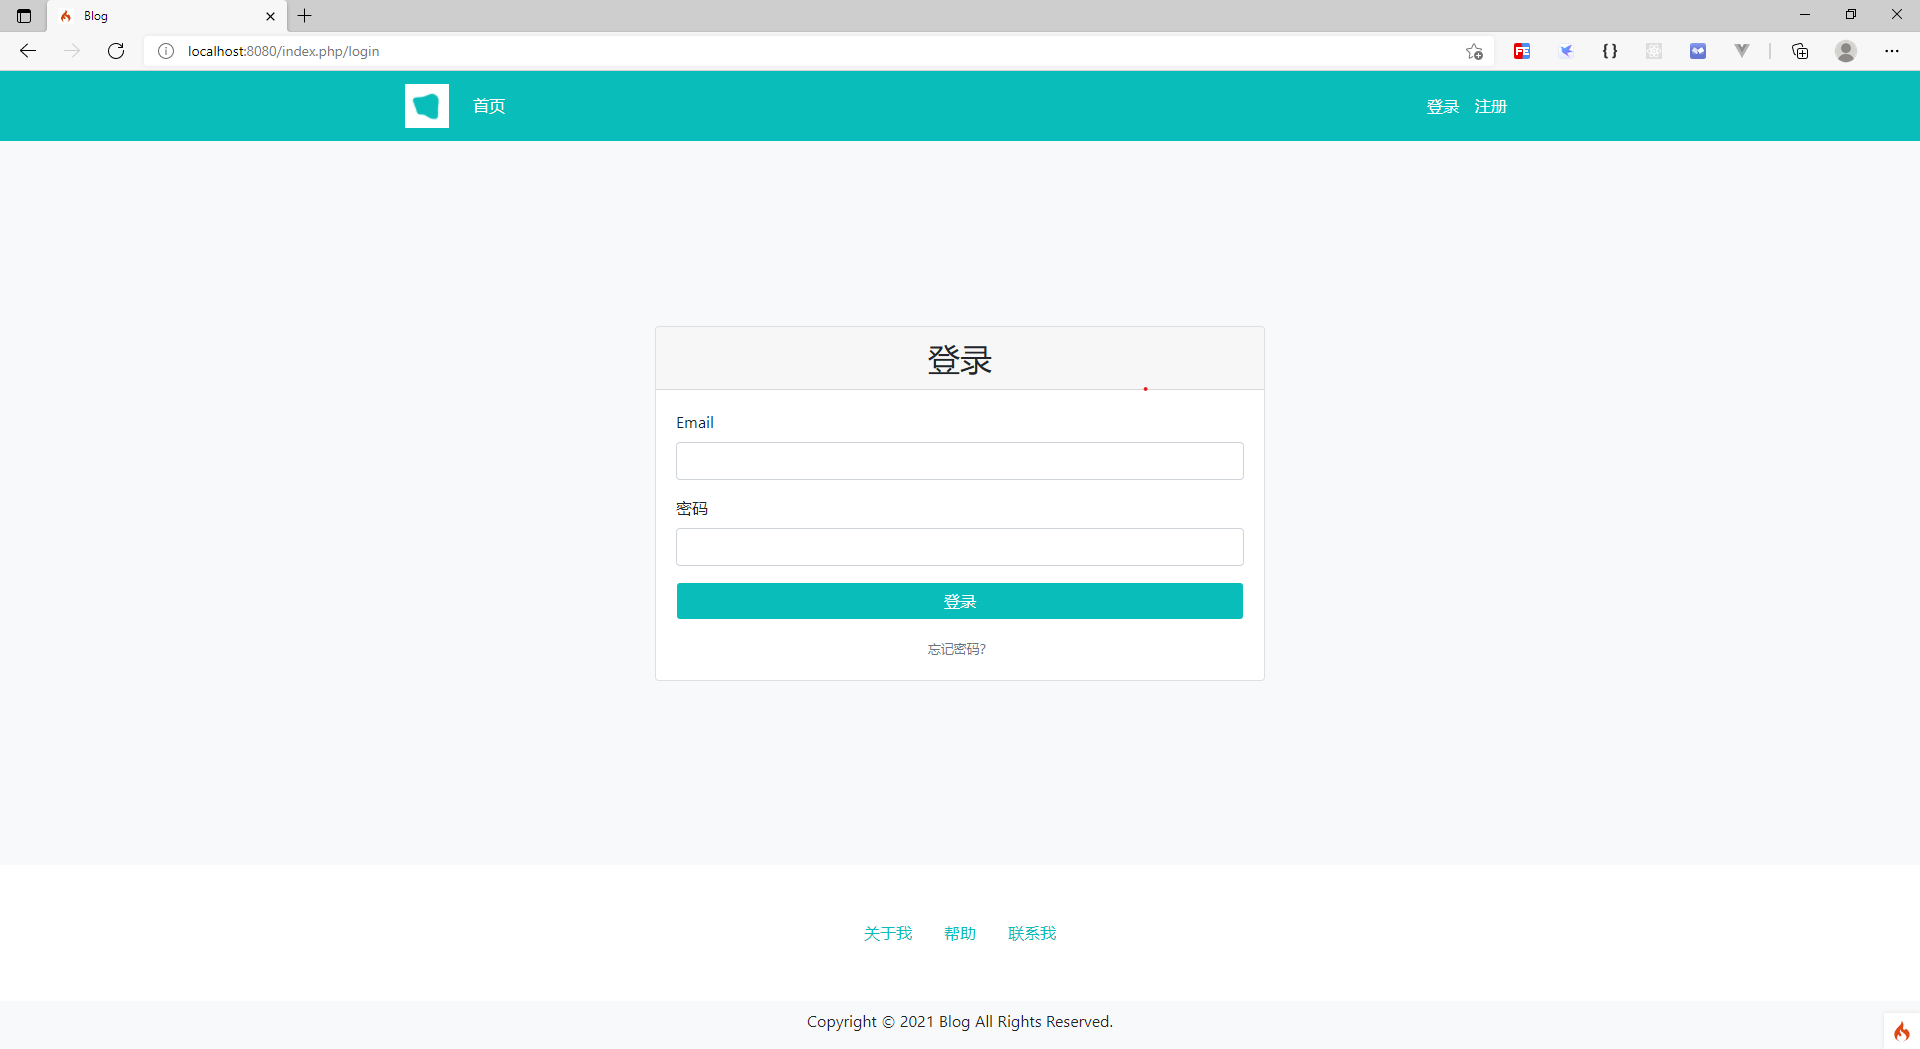 Blog
localhost:8080/index.php/login
首页 登录 注册
登录
Email
密码
登录
忘记密码?
关于我 帮助 联系我
Copyright © 2021 Blog All Rights Reserved.